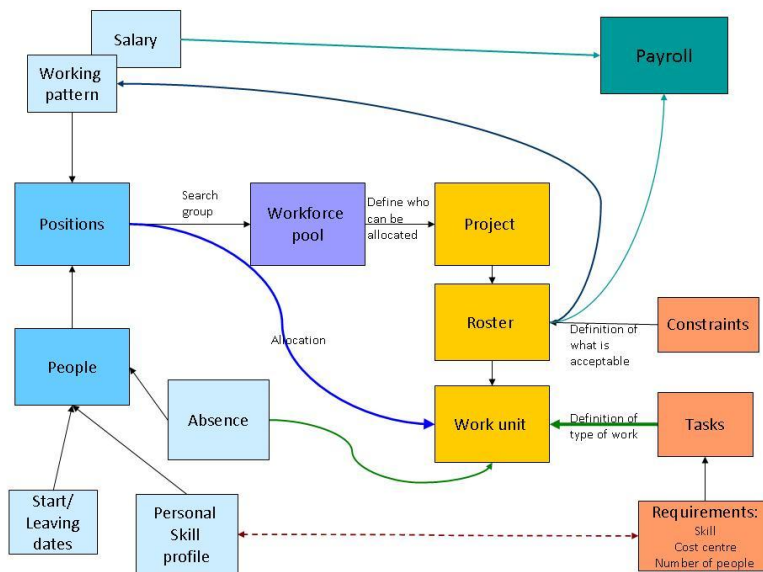 Salary
Payroll
Working
pattern
Search
group
Define who
can be
allocated
Positions
Workforce
pool
Project
Roster
Definition of
what is
acceptable
Constraints
Allocation
People
Absence
Work unit
Definition of
type of work
Tasks
Start/
Leaving
dates
Personal
Skill
profile
Requirements:
Skill
Cost centre
Number of people